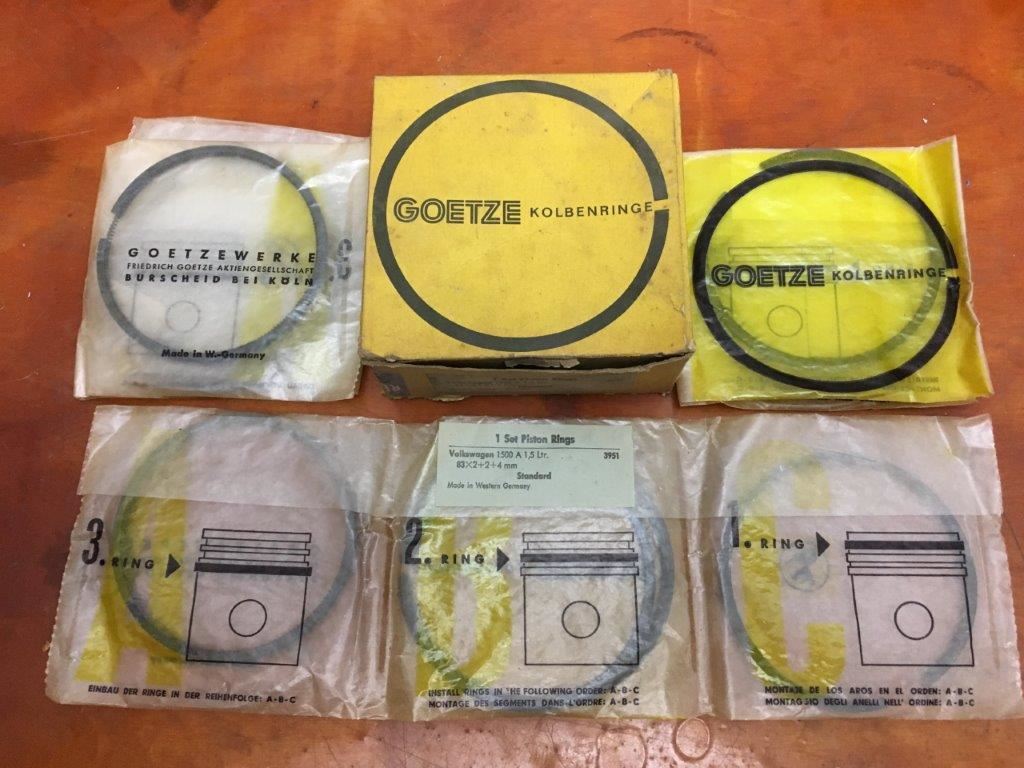 GOETZEWERKE
FRIEDRICH GOETZE AKTIENGESELLSCHAFT
BURSCHEID BEI KÖLN
Made in W.-Germany
GOETZE KOLBENRINGE
GOETZE KOLBENRINGE
1 Set Piston Rings
Volkswagen 1500 A 1,5 Ltr. 3951
83×2+2+4 mm
Standard
Made in Western Germany
3. RING
2. RING
1. RING
A
B
C
EINBAU DER RINGE IN DER REIHENFOLGE: A-B-C
INSTALL RINGS IN THE FOLLOWING ORDER: A-B-C
MONTAGE DES SEGMENTS DANS L'ORDRE: A-B-C
MONTAJE DE LOS AROS EN EL ORDEN: A-B-C
MONTAGGIO DEGLI ANELLI NELL' ORDINE: A-B-C